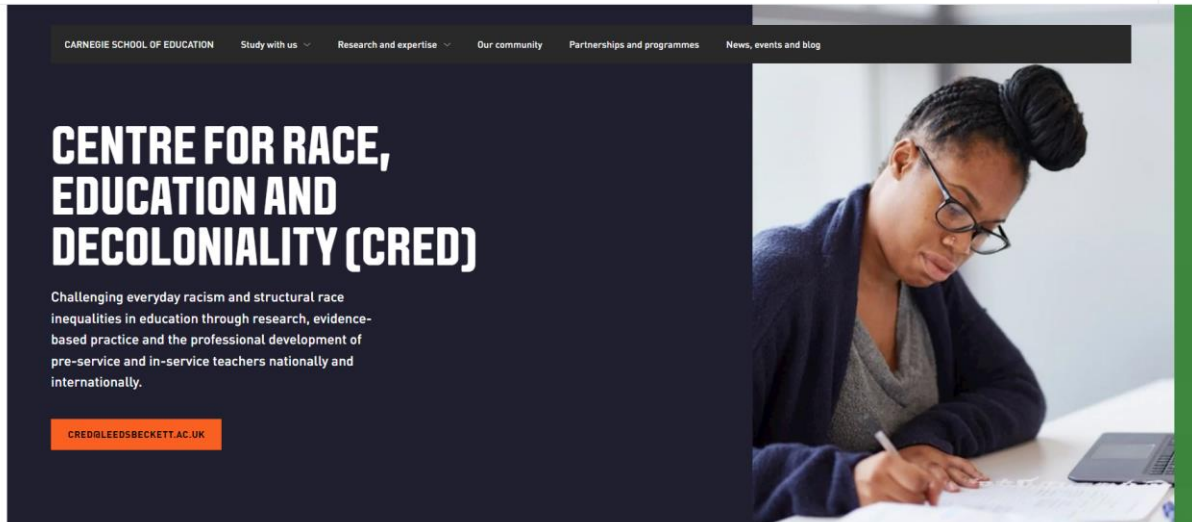 CARNEGIE SCHOOL OF EDUCATION Study with us Research and expertise Our community Partnerships and programmes News, events and blog
CENTRE FOR RACE,
EDUCATION AND
DECOLONIALITY (CRED)
Challenging everyday racism and structural race
inequalities in education through research, evidence-
based practice and the professional development of
pre-service and in-service teachers nationally and
internationally.
CRED@LEEDSBECKETT.AC.UK